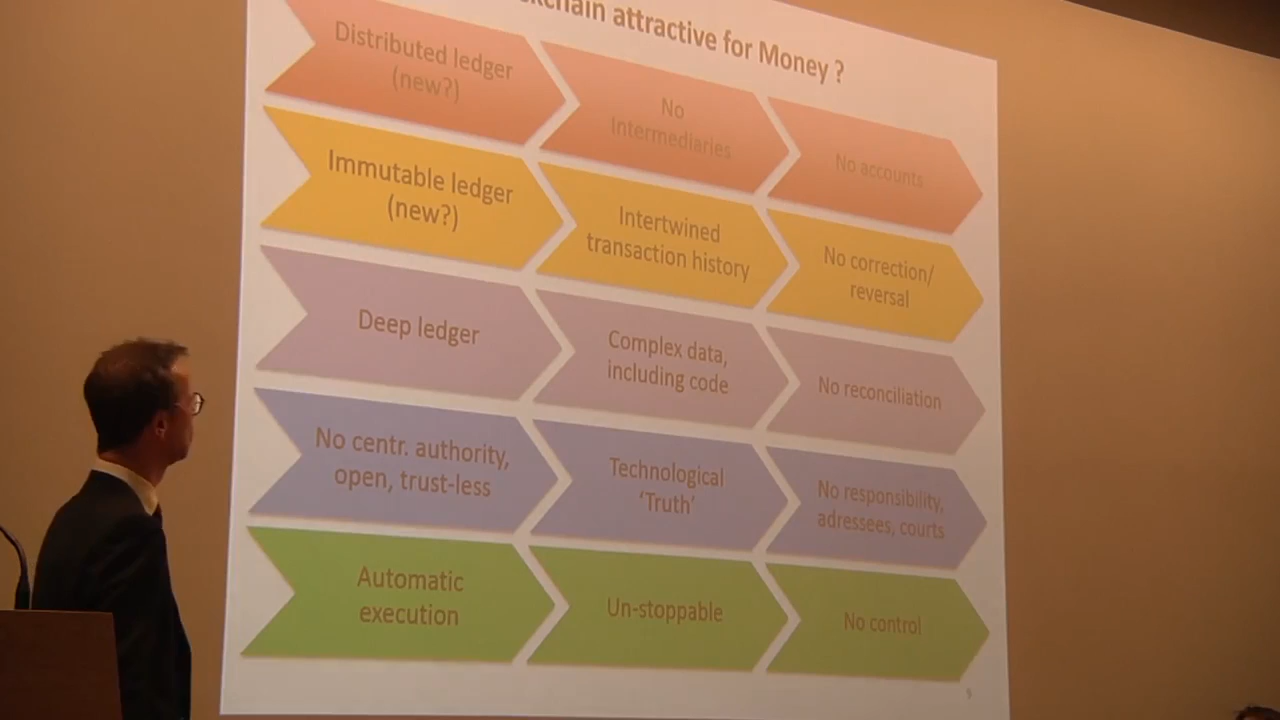 attractive for Money ?
Distributed ledger
(new?)
No
Intermediaries
No accounts
Immutable ledger
(new?)
Intertwined
transaction history
No correction/
reversal
Deep ledger
Complex data,
including code
No reconciliation
No centr. authority,
open, trust-less
Technological
‘Truth’
No responsibility,
adressees, courts
Automatic
execution
Un-stoppable
No control
9